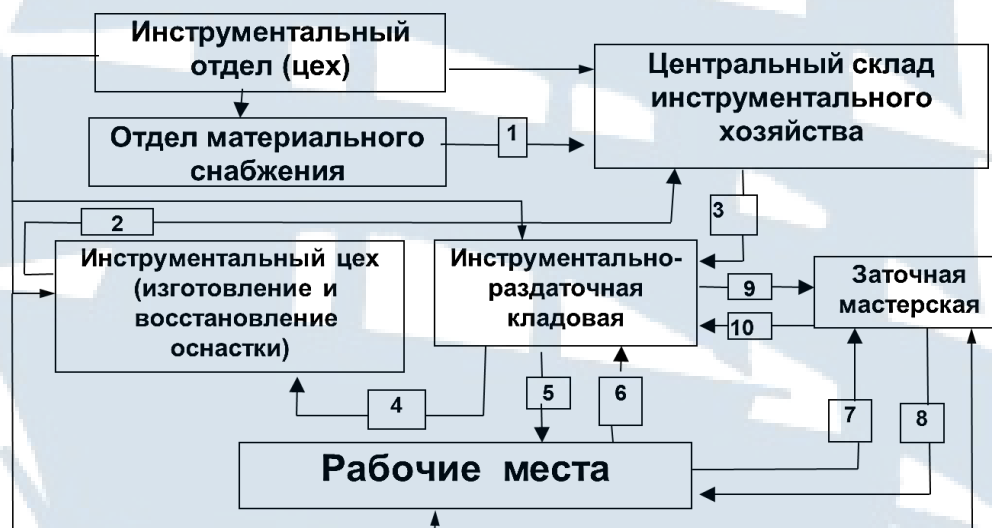 Инструментальный
отдел (цех)
Центральный склад
инструментального
хозяйства
Отдел материального
снабжения
1
2
3
Инструментальный цех
(изготовление и
восстановление
оснастки)
Инструментально-
раздаточная
кладовая
9
10
Заточная
мастерская
4
5
6
7
8
Рабочие места